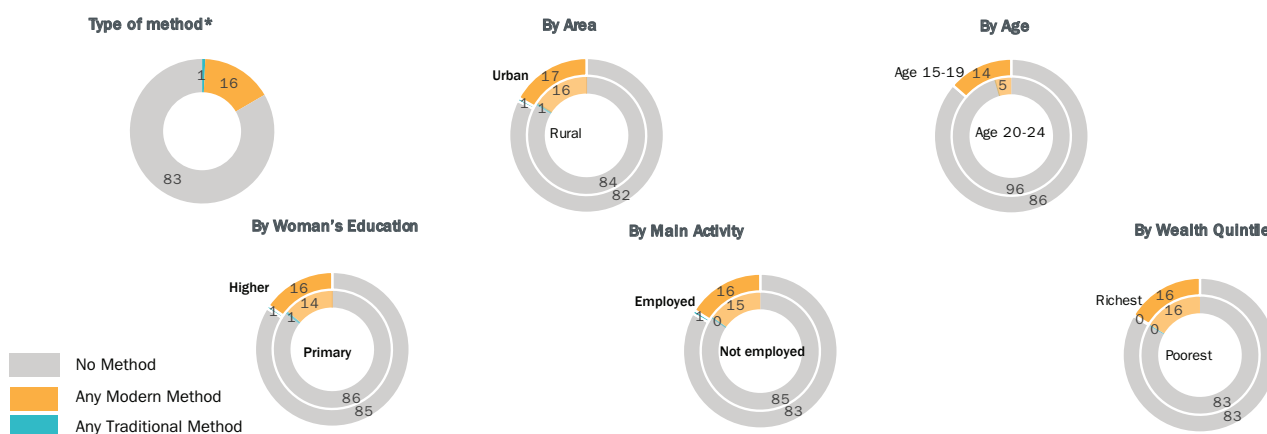 Type of method*
1
16
83
By Area
Urban
17
16
1
1
Rural
84
82
By Age
Age 15-19
14
5
Age 20-24
96
86
By Woman's Education
Higher
16
14
1
1
Primary
86
85
By Main Activity
Employed
16
15
1
0
Not employed
85
83
By Wealth Quintile
Richest
16
16
0
0
Poorest
83
83
No Method
Any Modern Method
Any Traditional Method